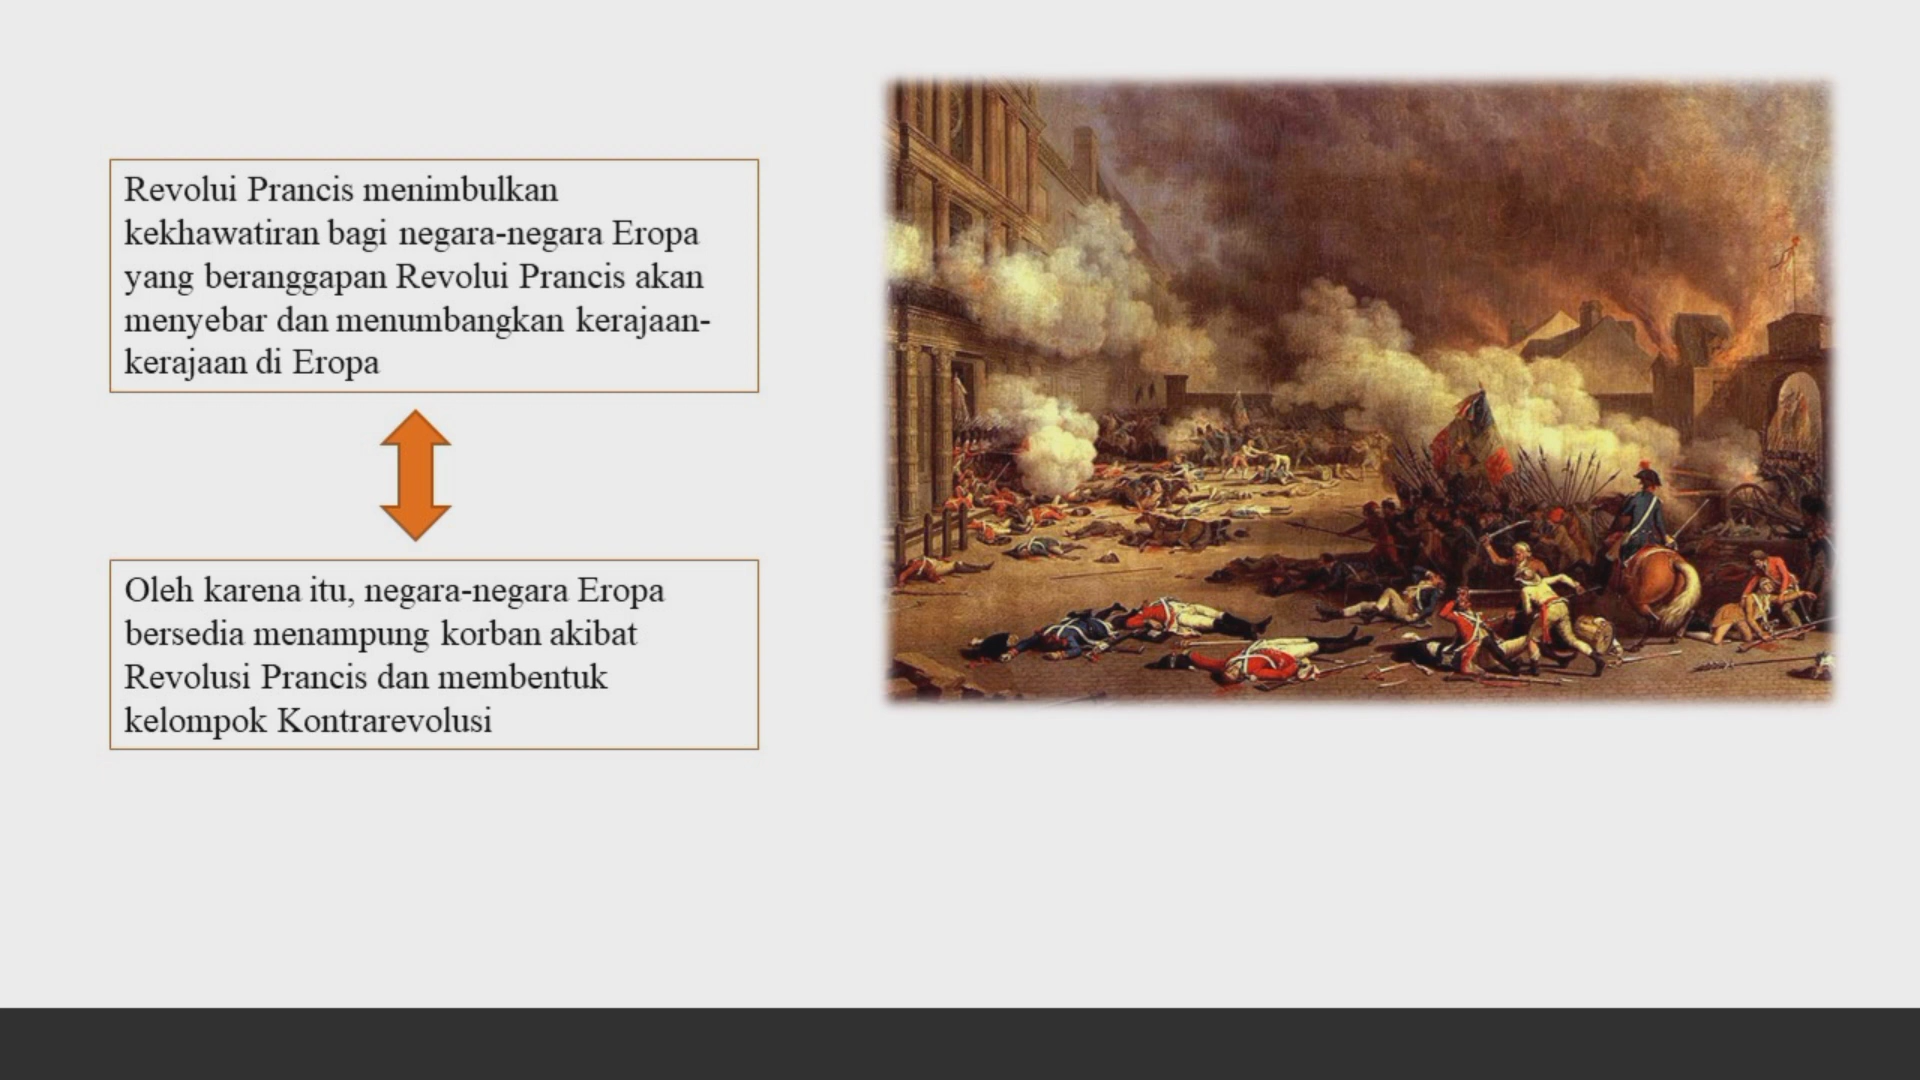 Revolui Prancis menimbulkan
kekhawatiran bagi negara-negara Eropa
yang beranggapan Revolui Prancis akan
menyebar dan menumbangkan kerajaan-
kerajaan di Eropa
Oleh karena itu, negara-negara Eropa
bersedia menampung korban akibat
Revolusi Prancis dan membentuk
kelompok Kontrarevolusi